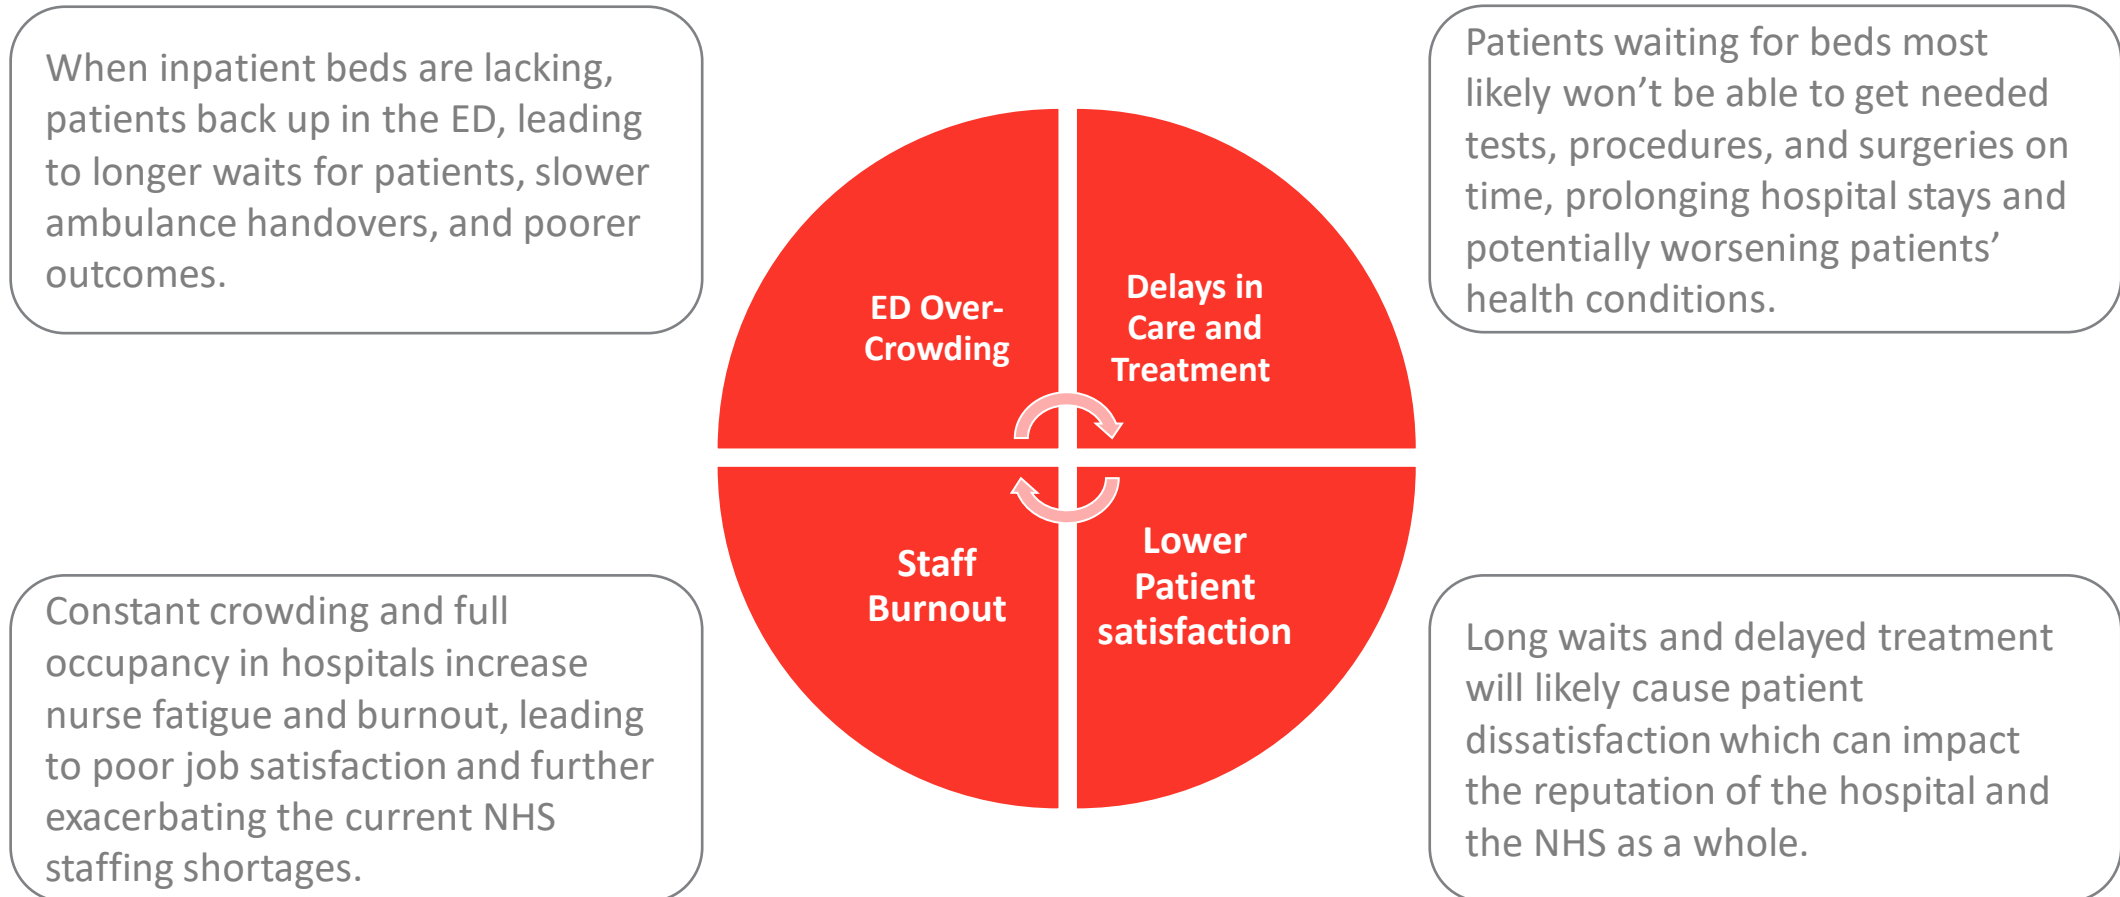 When inpatient beds are lacking,
patients back up in the ED, leading
to longer waits for patients, slower
ambulance handovers, and poorer
outcomes.
Patients waiting for beds most
likely won’t be able to get needed
tests, procedures, and surgeries on
time, prolonging hospital stays and
potentially worsening patients’
health conditions.
ED Over-
Crowding
Delays in
Care and
Treatment
Staff
Burnout
Lower
Patient
satisfaction
Constant crowding and full
occupancy in hospitals increase
nurse fatigue and burnout, leading
to poor job satisfaction and further
exacerbating the current NHS
staffing shortages.
Long waits and delayed treatment
will likely cause patient
dissatisfaction which can impact
the reputation of the hospital and
the NHS as a whole.